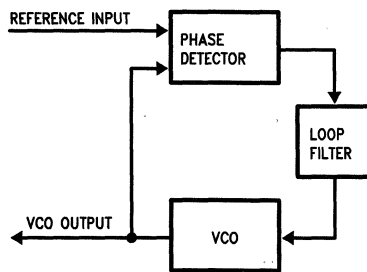 REFERENCE INPUT
PHASE
DETECTOR
LOOP
FILTER
VCO OUTPUT
VCO